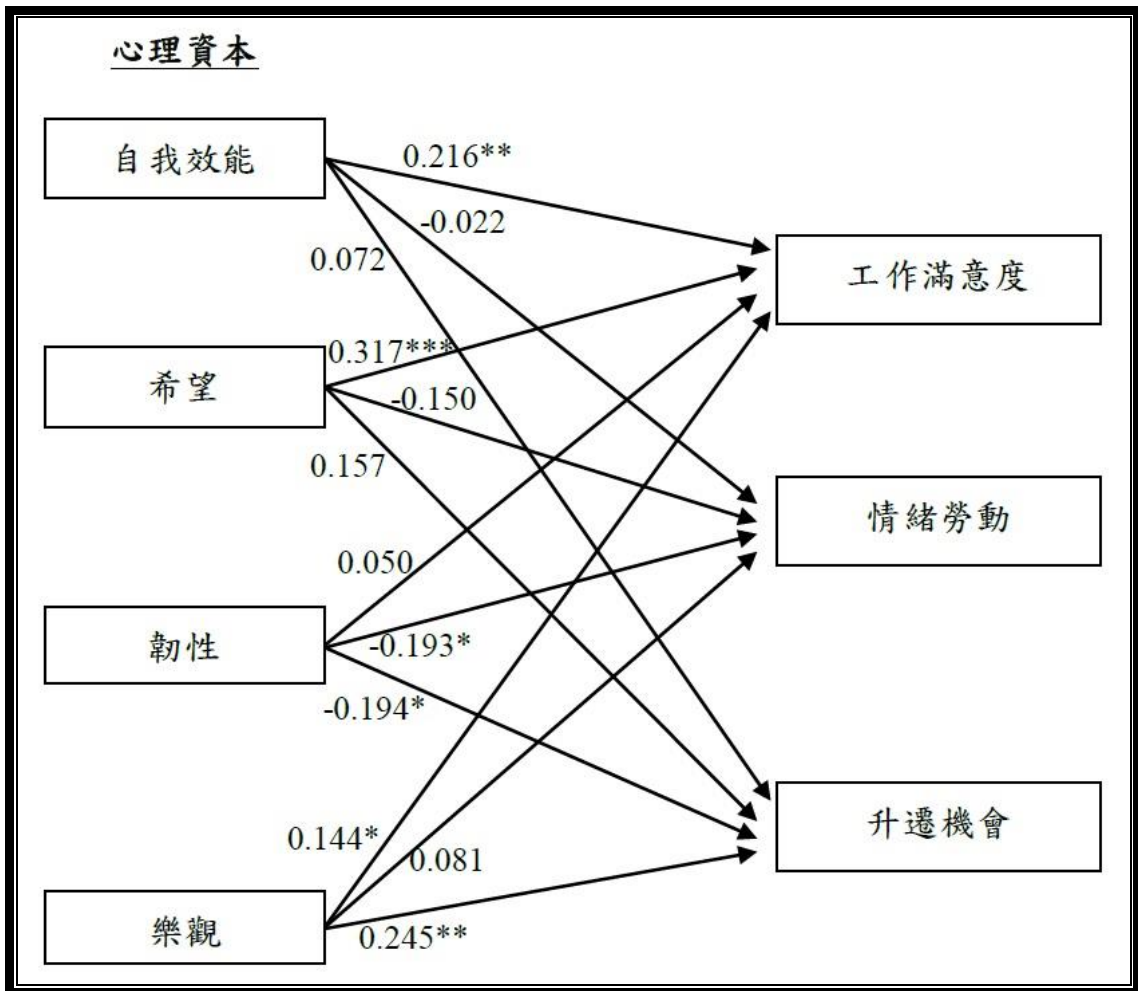 心理資本
自我效能
0.216**
-0.022
0.072
工作滿意度
希望
0.317***
-0.150
0.157
情緒勞動
韌性
0.050
-0.193*
-0.194*
升遷機會
樂觀
0.144*
0.081
0.245**